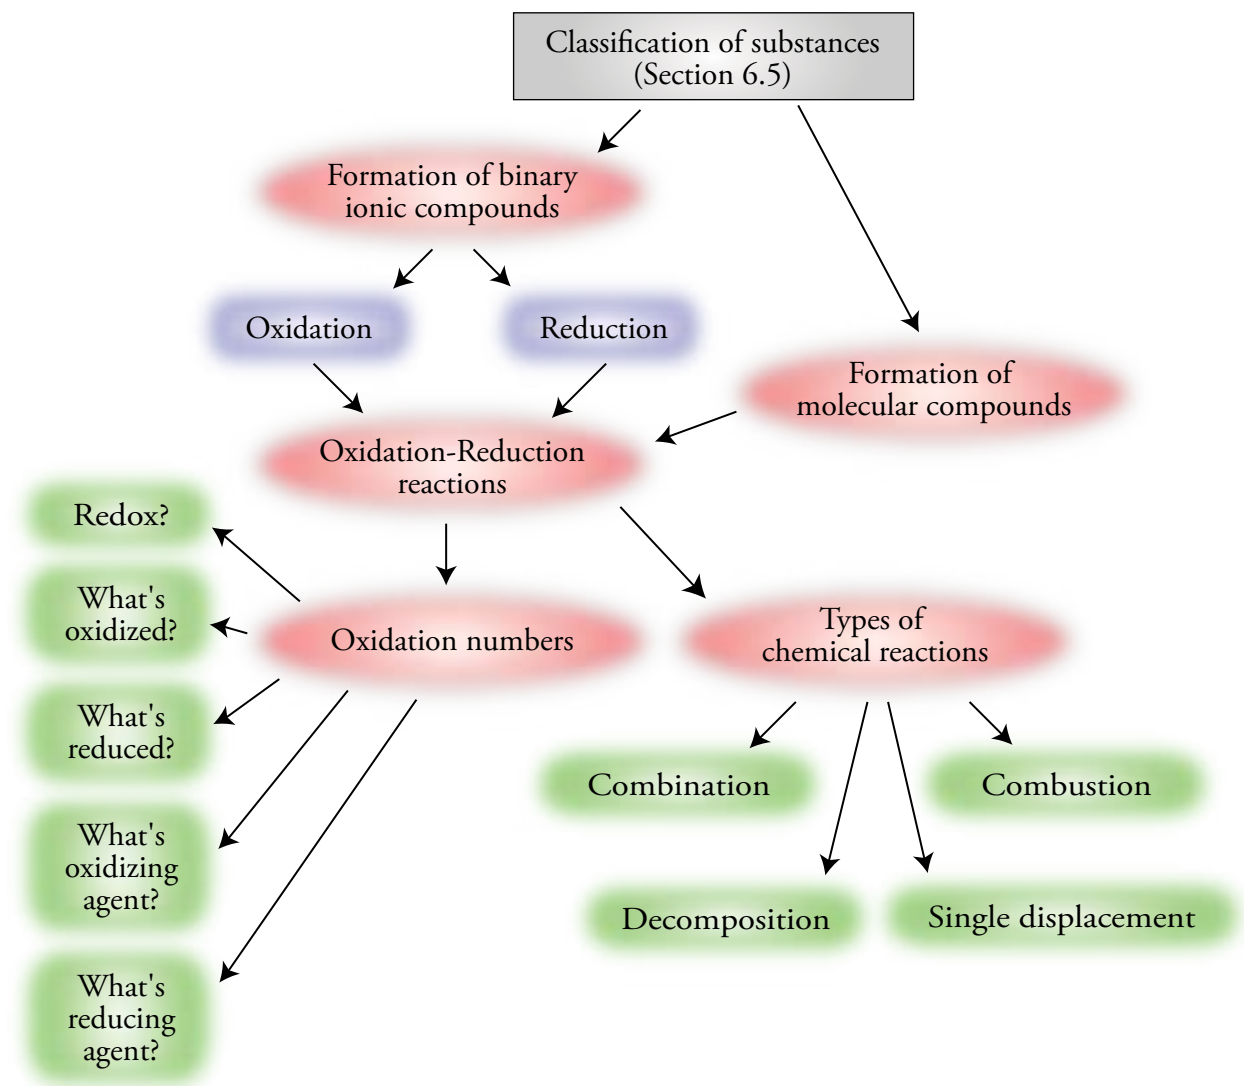 Classification of substances
(Section 6.5)
Formation of binary
ionic compounds
Oxidation
Reduction
Formation of
molecular compounds
Oxidation-Reduction
reactions
Redox?
What's
oxidized?
What's
reduced?
What's
oxidizing
agent?
What's
reducing
agent?
Oxidation numbers
Types of
chemical reactions
Combination
Combustion
Decomposition
Single displacement